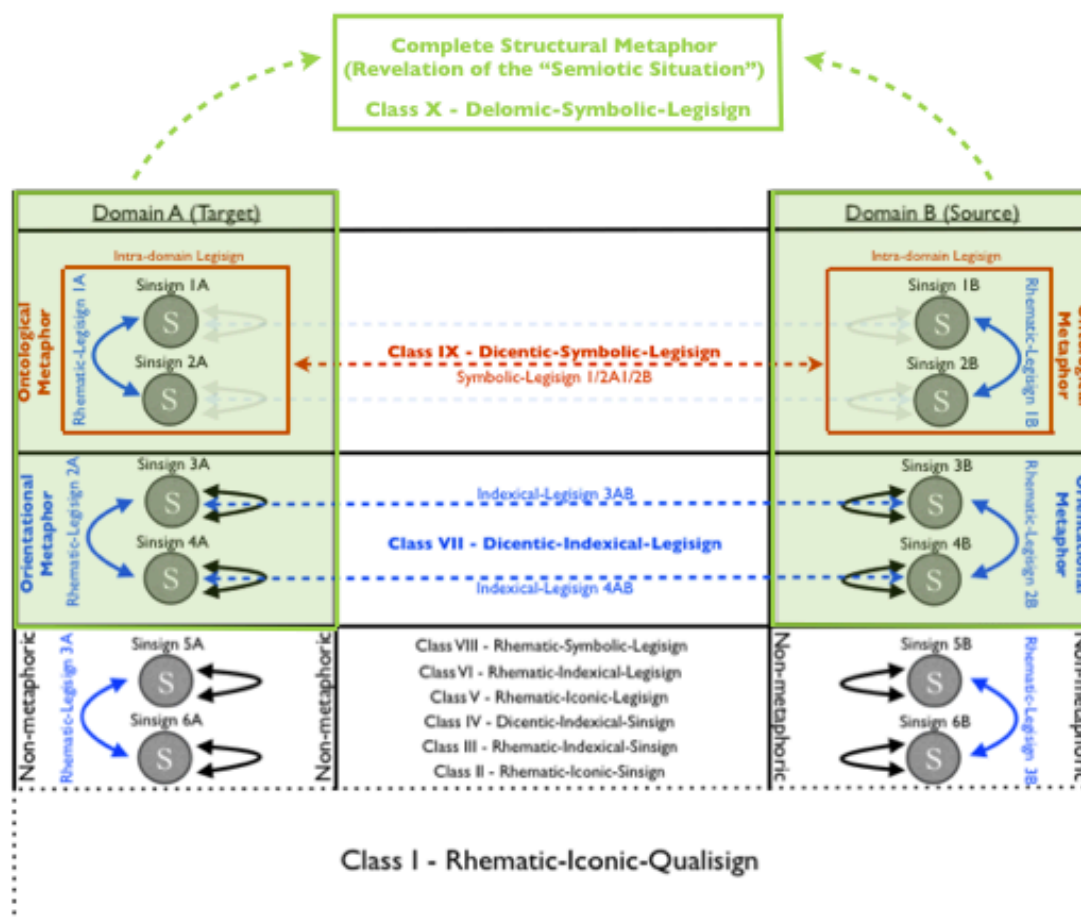 Complete Structural Metaphor
(Revelation of the “Semiotic Situation”)
Class X - Delomic-Symbolic-Legisign
Domain A (Target)
Domain B (Source)
Intra-domain Legisign
Intra-domain Legisign
Ontological
Metaphor
Rhematic-Legisign 1A
Sinsign 1A
S
Sinsign 2A
S
Class IX - Dicentic-Symbolic-Legisign
Symbolic-Legisign 1/2A1/2B
Sinsign 1B
S
Sinsign 2B
S
Rhematic-Legisign 1B
Metaphor
Orientational
Metaphor
Rhematic-Legisign 2A
Sinsign 3A
S
Sinsign 4A
S
Indexical-Legisign 3AB
Class VII - Dicentic-Indexical-Legisign
Indexical-Legisign 4AB
Sinsign 3B
S
Sinsign 4B
S
Rhematic-Legisign 2B
Metaphor
Orientational
Non-metaphoric
Rhematic-Legisign 3A
Sinsign 5A
S
Sinsign 6A
S
Non-metaphoric
Class VIII - Rhematic-Symbolic-Legisign
Class VI - Rhematic-Indexical-Legisign
Class V - Rhematic-Iconic-Legisign
Class IV - Dicentic-Indexical-Sinsign
Class III - Rhematic-Indexical-Sinsign
Class II - Rhematic-Iconic-Sinsign
Non-metaphoric
Sinsign 5B
S
Sinsign 6B
S
Rhematic-Legisign 3B
Non-metaphoric
Class I - Rhematic-Iconic-Qualisign